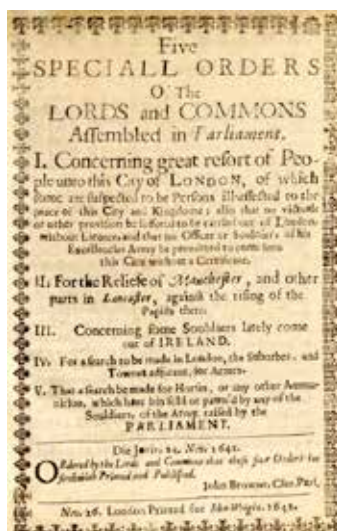 Five
SPECIALL ORDERS
Of The
LORDS and COMMONS
Assembled in Parliament.
I. Concerning great resort of Peo-
ple unto this City of LONDON, of which
some are suspected to be Persons ill affected to the
peace of this City and Kingdome; also that no victuals
or other provision be suffered to be carried out of London
without Licence, and that no Officer or Souldier of his
Excellencies Army be permitted to come into
this City without a Certificate.
II. For the Reliefe of Manchester, and other
parts in Lancaster, against the rising of the
Papists there.
III. Concerning some Souldiers lately come
out of IRELAND.
IV. For a search to be made in London, the Suburbes, and
Townes adjacent, for Armes.
V. That a search be made for Horses, or any other Ammu-
nition, which have bin sold or pawn'd by any of the
Souldiers, of the Army, raised by the
PARLIAMENT.
Die Jovis. 24. Nov. 1642.
Ordered by the Lords and Commons that these five Orders be
forthwith Printed and Published.
John Browne, Cler. Parl.
Nov. 26. London Printed for John Wright. 1642.